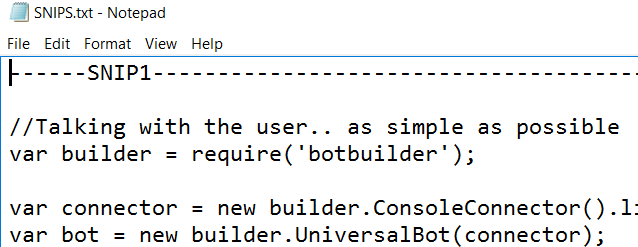 SNIPS.txt - Notepad
File Edit Format View Help
------SNIP1---------------------------------------
//Talking with the user.. as simple as possible
var builder = require('botbuilder');
var connector = new builder.ConsoleConnector().li
var bot = new builder.UniversalBot(connector);